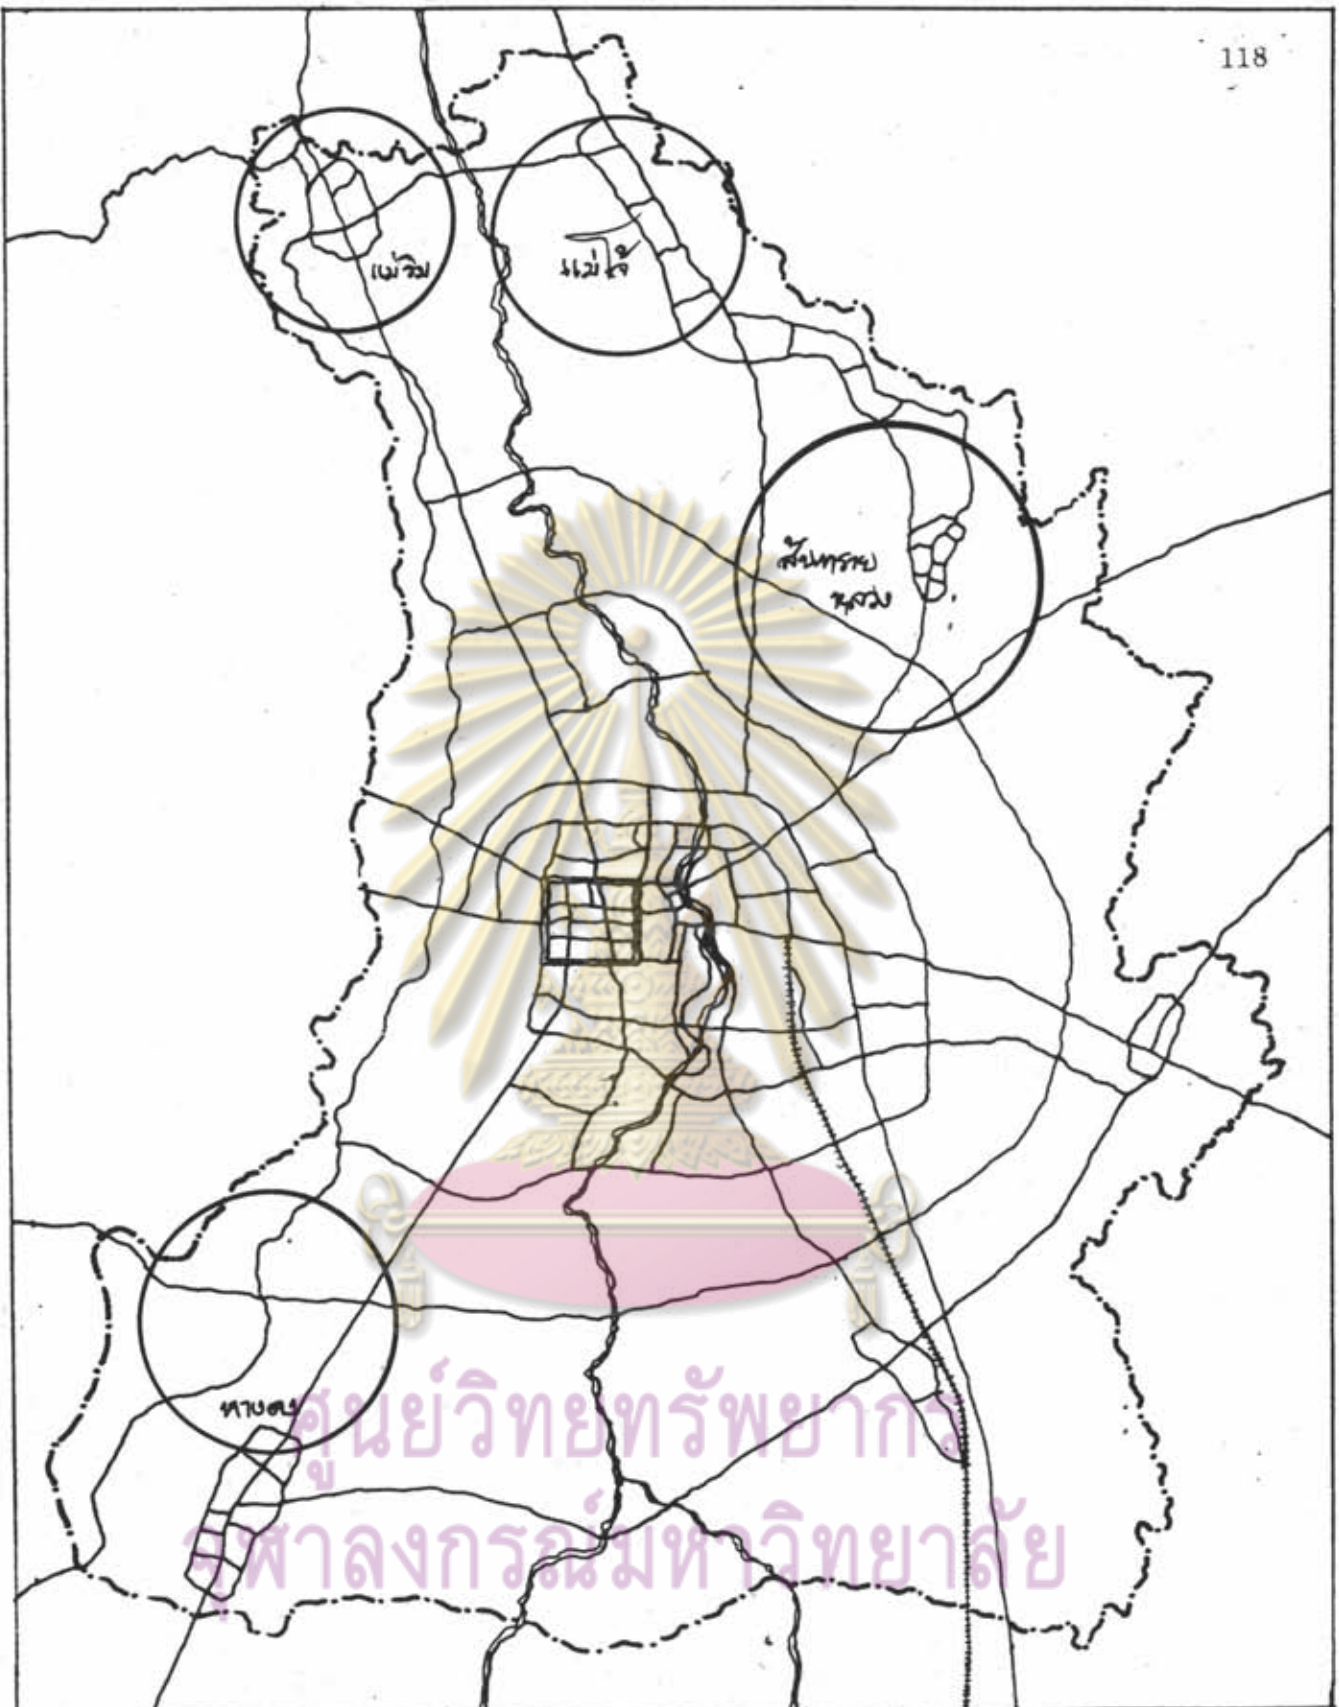 118
แม่ริม
แม่โจ้
สันทราย
หลวง
หางดง
ศูนย์วิทยทรัพยากร
จุฬาลงกรณ์มหาวิทยาลัย